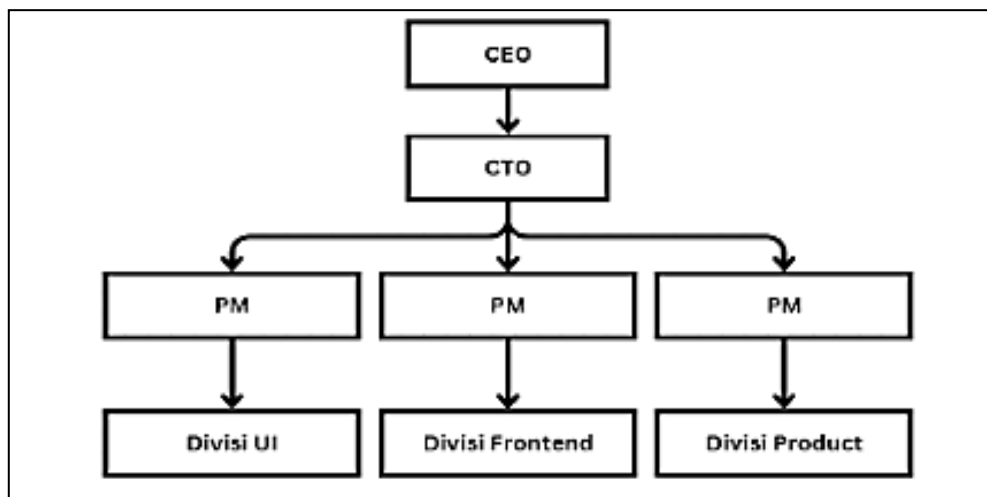 CEO
CTO
PM
PM
PM
Divisi UI
Divisi Frontend
Divisi Product